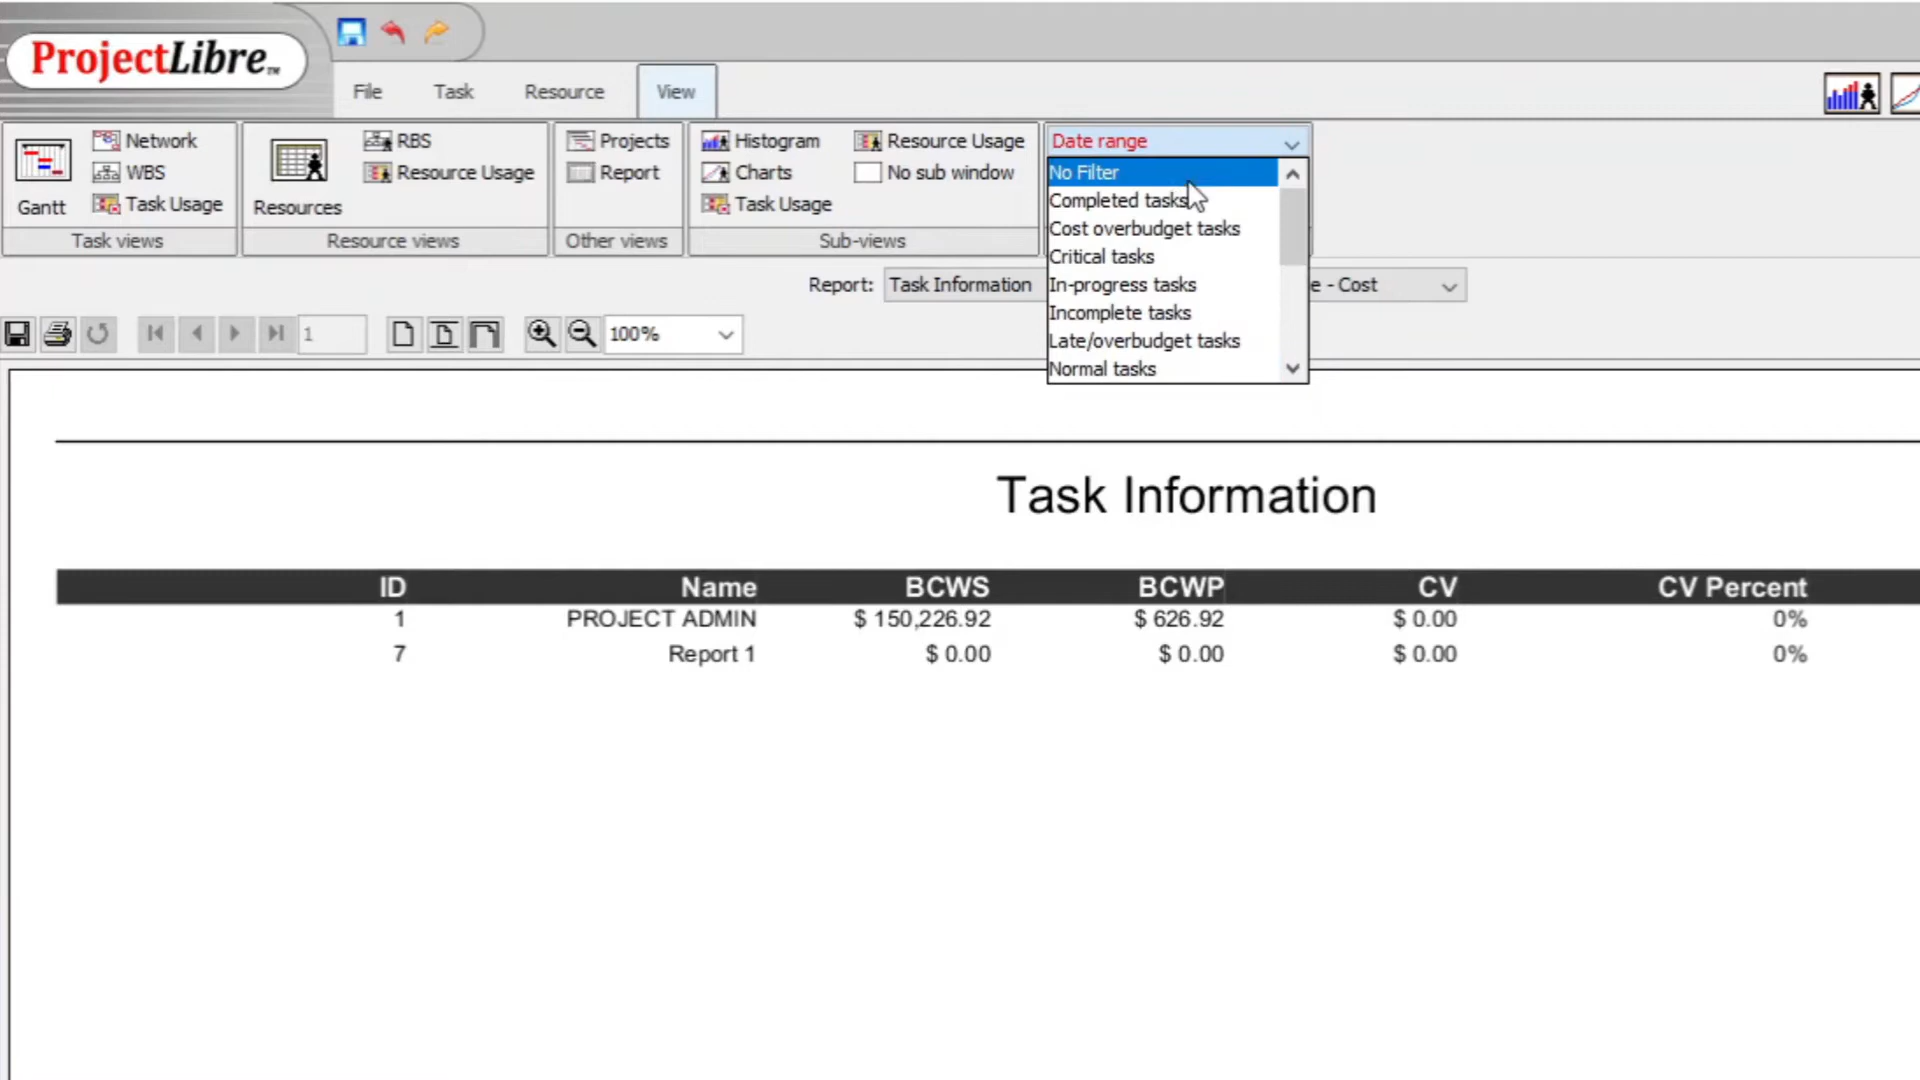 ProjectLibre™
File Task Resource View
Gantt
Network
WBS
Task Usage
Task views
Resources
RBS
Resource Usage
Resource views
Projects
Report
Other views
Histogram
Charts
Task Usage
Resource Usage
No sub window
Sub-views
Date range
No Filter
Completed tasks
Cost overbudget tasks
Critical tasks
In-progress tasks
Incomplete tasks
Late/overbudget tasks
Normal tasks
Report: Task Information e - Cost
1 100%
Task Information
ID Name BCWS BCWP CV CV Percent
1 PROJECT ADMIN $ 150,226.92 $ 626.92 $ 0.00 0%
7 Report 1 $ 0.00 $ 0.00 $ 0.00 0%